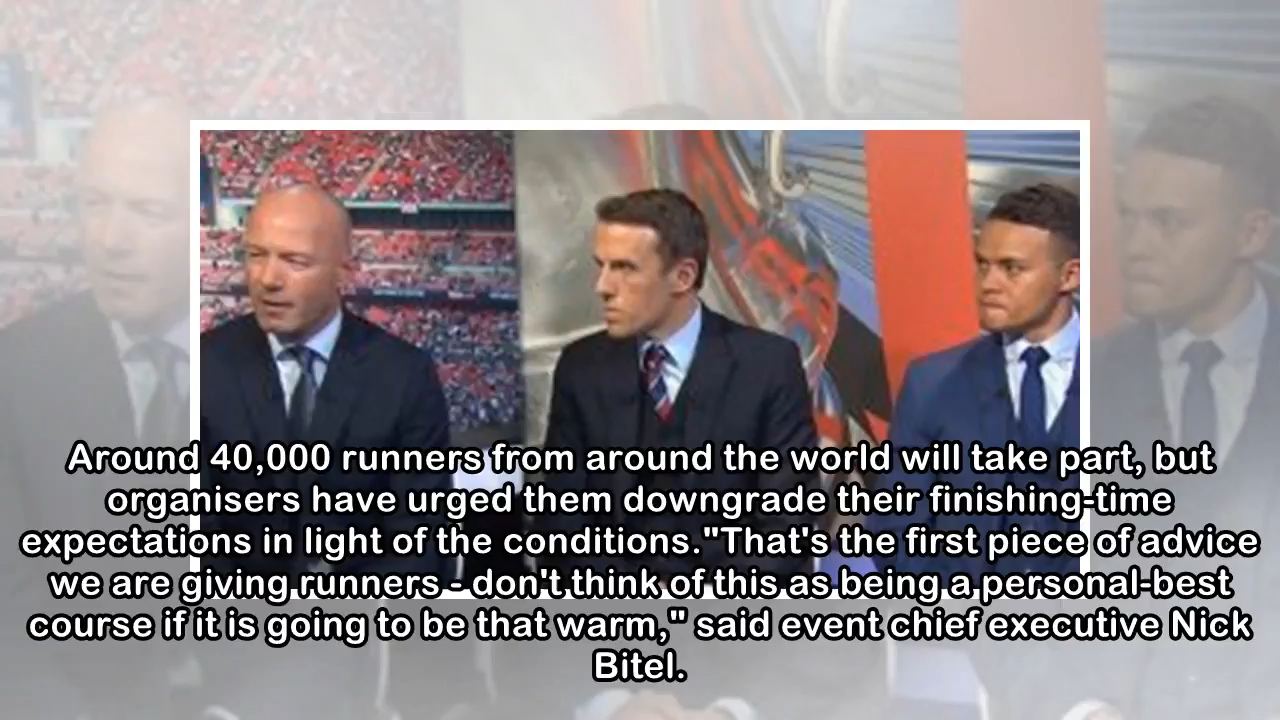 Around 40,000 runners from around the world will take part, but
organisers have urged them downgrade their finishing-time
expectations in light of the conditions."That's the first piece of advice
we are giving runners - don't think of this as being a personal-best
course if it is going to be that warm," said event chief executive Nick
Bitel.